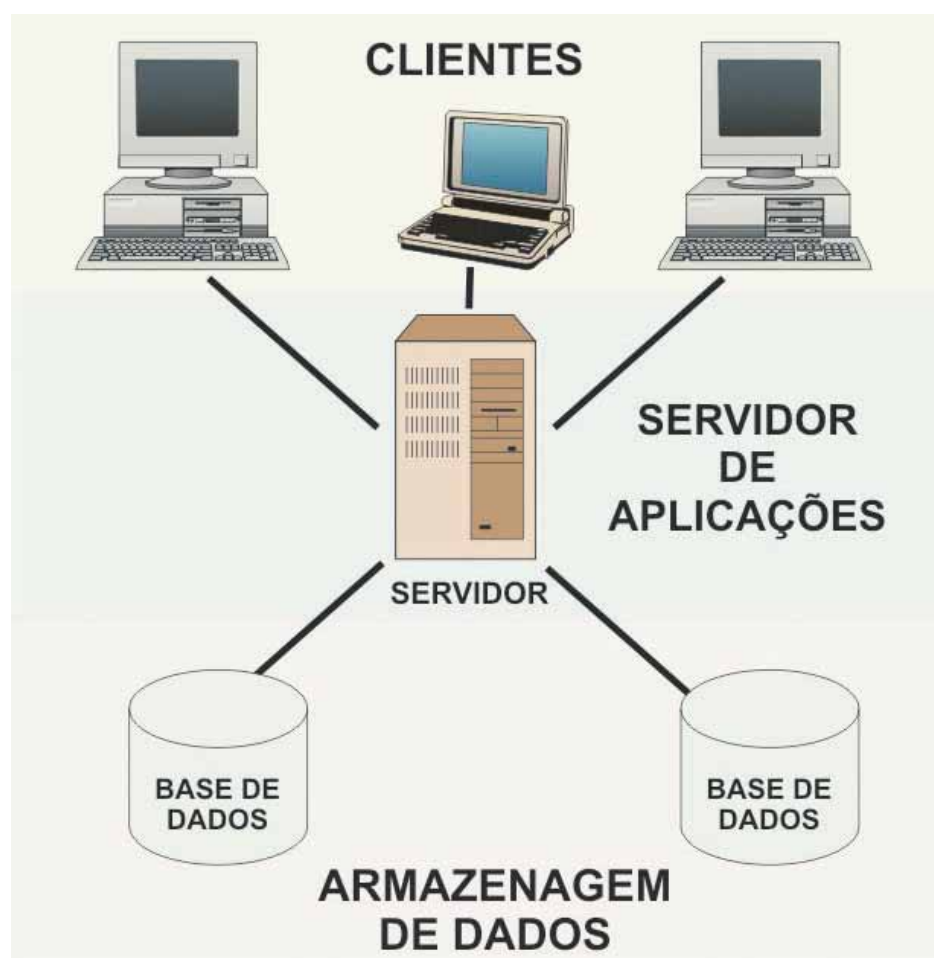 CLIENTES
SERVIDOR
DE
APLICAÇÕES
SERVIDOR
BASE DE
DADOS
BASE DE
DADOS
ARMAZENAGEM
DE DADOS